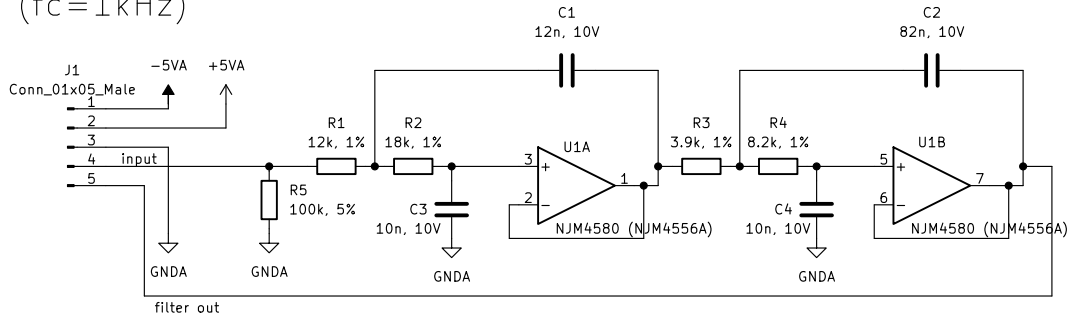 (fc=1kHz)
C1
12n, 10V
C2
82n, 10V
J1
Conn_01x05_Male
-5VA
+5VA
1
2
3
4
5
input
R1
12k, 1%
R2
18k, 1%
R3
3.9k, 1%
R4
8.2k, 1%
U1A
U1B
3
+
1
2
−
5
+
7
6
−
R5
100k, 5%
C3
10n, 10V
C4
10n, 10V
NJM4580 (NJM4556A)
NJM4580 (NJM4556A)
GNDA
GNDA
GNDA
GNDA
filter out